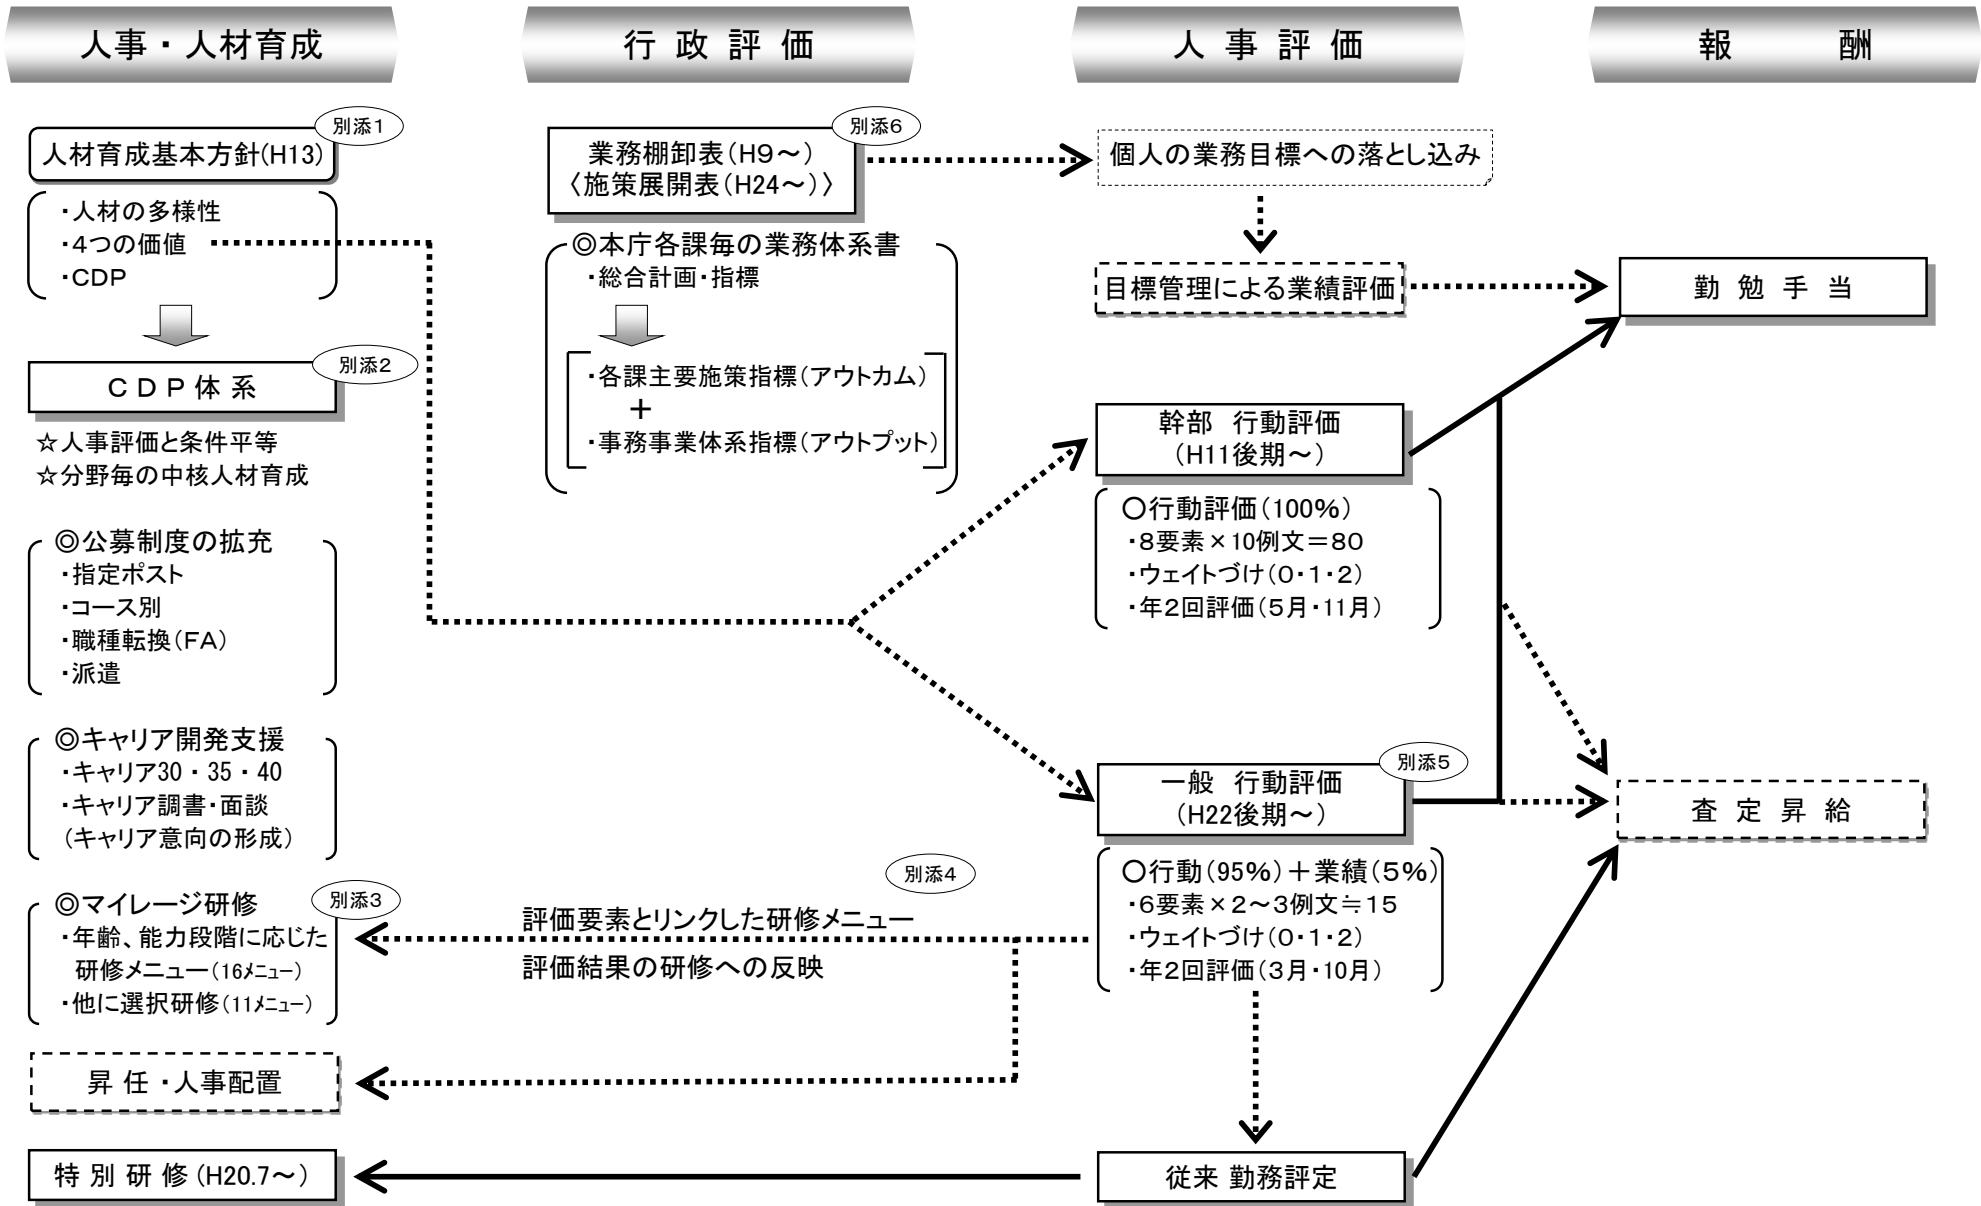 人事・人材育成
行政評価
人事評価
報酬
別添1
人材育成基本方針(H13)
・人材の多様性
・4つの価値
・CDP
別添2
CDP体系
☆人事評価と条件平等
☆分野毎の中核人材育成
◎公募制度の拡充
・指定ポスト
・コース別
・職種転換(FA)
・派遣
◎キャリア開発支援
・キャリア30・35・40
・キャリア調書・面談
(キャリア意向の形成)
別添3
◎マイレージ研修
・年齢、能力段階に応じた
研修メニュー(16メニュー)
・他に選択研修(11メニュー)
昇任・人事配置
特別研修(H20.7~)
別添6
業務棚卸表(H9~)
〈施策展開表(H24~)〉
◎本庁各課毎の業務体系書
・総合計画・指標
・各課主要施策指標(アウトカム)
+
・事務事業体系指標(アウトプット)
別添4
評価要素とリンクした研修メニュー
評価結果の研修への反映
個人の業務目標への落とし込み
目標管理による業績評価
幹部 行動評価
(H11後期~)
○行動評価(100%)
・8要素×10例文=80
・ウェイトづけ(0・1・2)
・年2回評価(5月・11月)
別添5
一般 行動評価
(H22後期~)
○行動(95%)+業績(5%)
・6要素×2~3例文≒15
・ウェイトづけ(0・1・2)
・年2回評価(3月・10月)
従来 勤務評定
勤勉手当
査定昇給